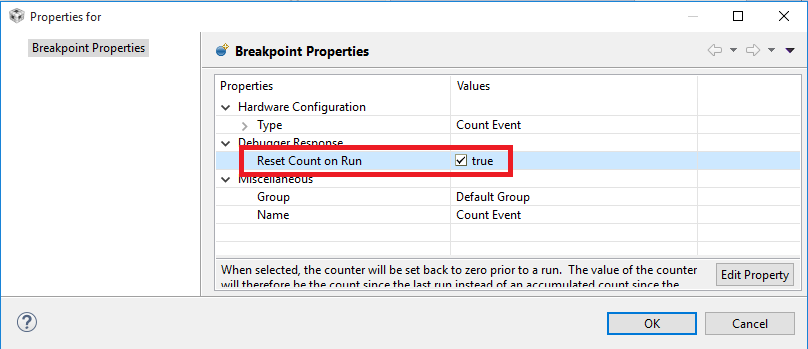 Properties for
Breakpoint Properties
Breakpoint Properties
Properties Values
Hardware Configuration
Type Count Event
Debugger Response
Reset Count on Run true
Miscellaneous
Group Default Group
Name Count Event
When selected, the counter will be set back to zero prior to a run. The value of the counter
will therefore be the count since the last run instead of an accumulated count since the
Edit Property
OK Cancel